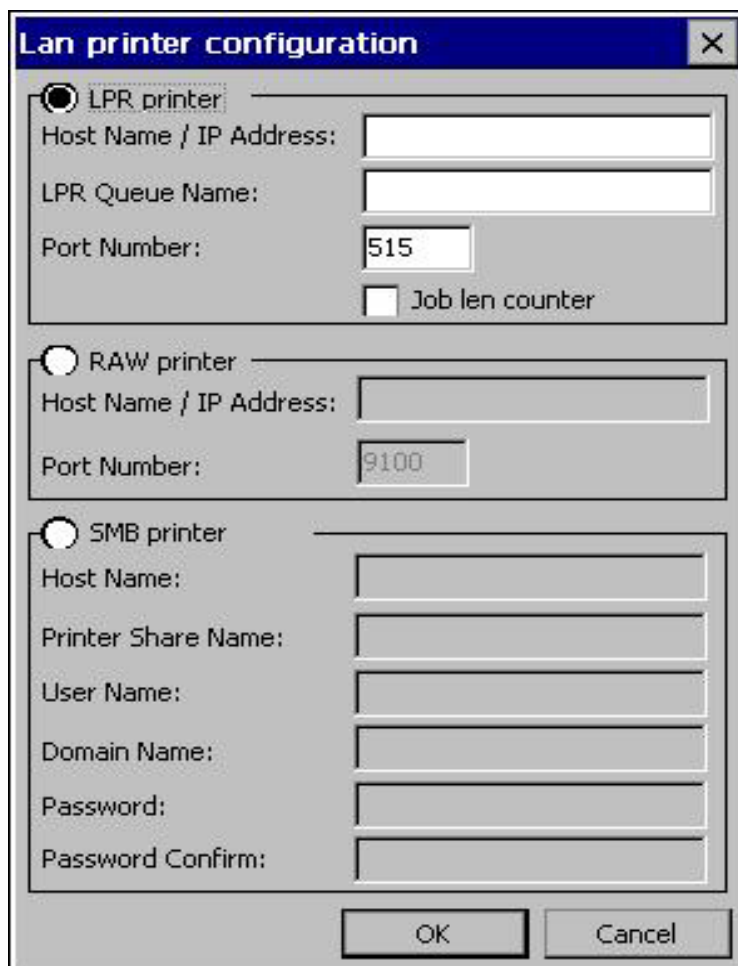 Lan printer configuration
LPR printer
Host Name / IP Address:
LPR Queue Name:
Port Number: 515
Job len counter
RAW printer
Host Name / IP Address:
Port Number: 9100
SMB printer
Host Name:
Printer Share Name:
User Name:
Domain Name:
Password:
Password Confirm:
OK Cancel